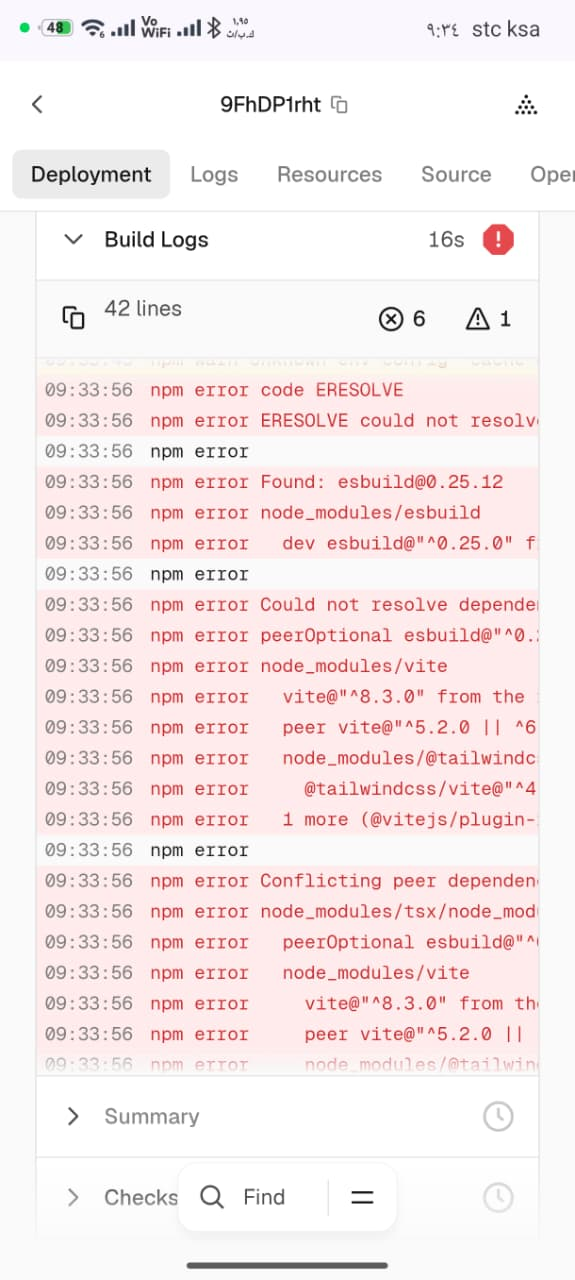 48 Vo WiFi ١,٩٥ ك.ب/ث ٩:٣٤ stc ksa
9FhDP1rht
Deployment Logs Resources Source Oper
Build Logs 16s
42 lines 6 1
09:33:56 npm error code ERESOLVE
09:33:56 npm error ERESOLVE could not resolv
09:33:56 npm error
09:33:56 npm error Found: esbuild@0.25.12
09:33:56 npm error node_modules/esbuild
09:33:56 npm error dev esbuild@"^0.25.0" f
09:33:56 npm error
09:33:56 npm error Could not resolve depende
09:33:56 npm error peerOptional esbuild@"^0.
09:33:56 npm error node_modules/vite
09:33:56 npm error vite@"^8.3.0" from the
09:33:56 npm error peer vite@"^5.2.0 || ^6
09:33:56 npm error node_modules/@tailwindc
09:33:56 npm error @tailwindcss/vite@"^4
09:33:56 npm error 1 more (@vitejs/plugin-
09:33:56 npm error
09:33:56 npm error Conflicting peer dependen
09:33:56 npm error node_modules/tsx/node_mod
09:33:56 npm error peerOptional esbuild@"^
09:33:56 npm error node_modules/vite
09:33:56 npm error vite@"^8.3.0" from th
09:33:56 npm error peer vite@"^5.2.0 ||
09:33:56 npm error node_modules/@tailwin
Summary
Checks
Find